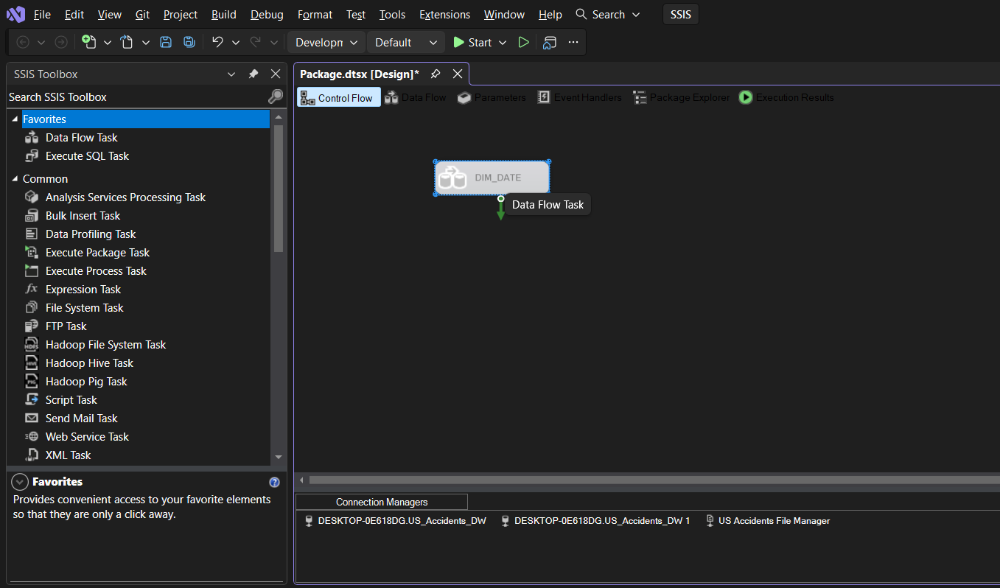 File Edit View Git Project Build Debug Format Test Tools Extensions Window Help Search SSIS
Developn Default Start
SSIS Toolbox
Search SSIS Toolbox
Favorites
Data Flow Task
Execute SQL Task
Common
Analysis Services Processing Task
Bulk Insert Task
Data Profiling Task
Execute Package Task
Execute Process Task
Expression Task
File System Task
FTP Task
Hadoop File System Task
Hadoop Hive Task
Hadoop Pig Task
Script Task
Send Mail Task
Web Service Task
XML Task
Favorites
Provides convenient access to your favorite elements
so that they are only a click away.
Package.dtsx [Design]*
Control Flow Data Flow Parameters Event Handlers Package Explorer Execution Results
DIM_DATE
Data Flow Task
Connection Managers
DESKTOP-0E618DG.US_Accidents_DW DESKTOP-0E618DG.US_Accidents_DW 1 US Accidents File Manager